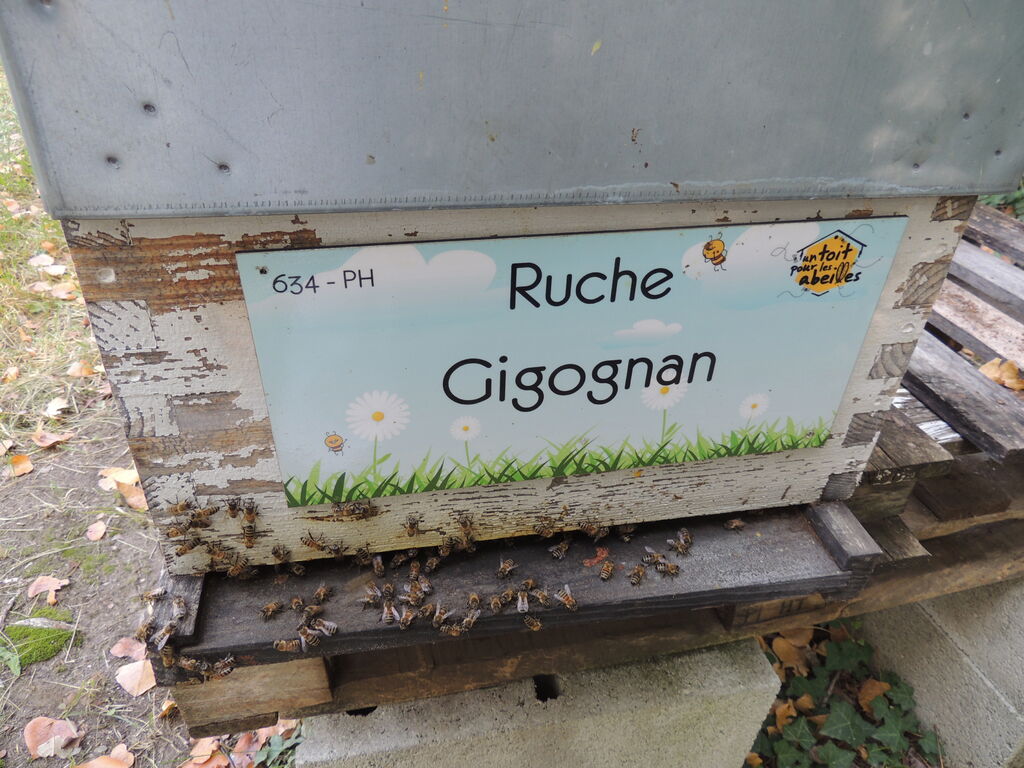 634 - PH
Ruche
Gigognan
un toit
pour les
abeilles